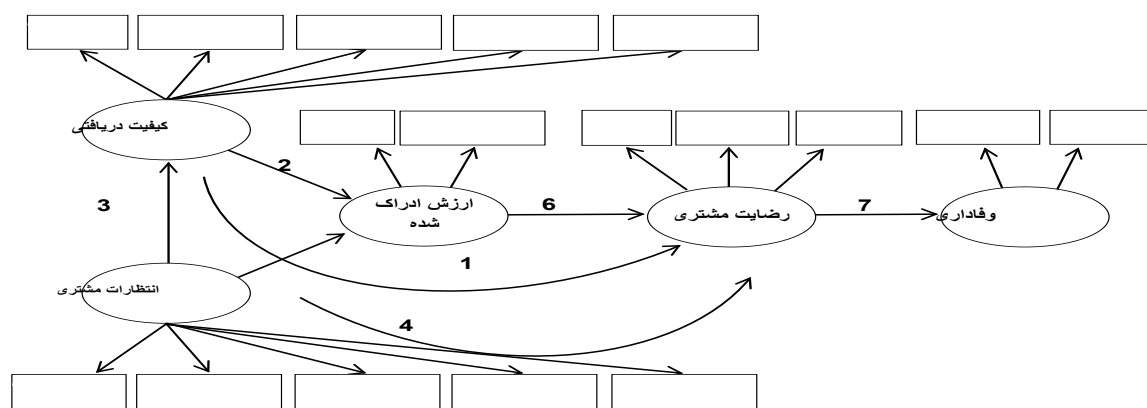 کیفیت دریافتی
2
3
ارزش ادراک
شده
6
رضایت مشتری
7
وفاداری
1
انتظارات مشتری
4